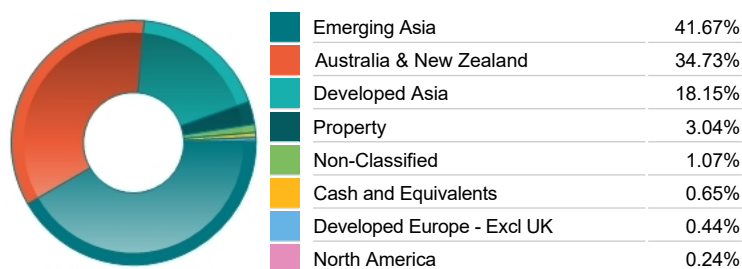 Emerging Asia 41.67%
Australia & New Zealand 34.73%
Developed Asia 18.15%
Property 3.04%
Non-Classified 1.07%
Cash and Equivalents 0.65%
Developed Europe - Excl UK 0.44%
North America 0.24%